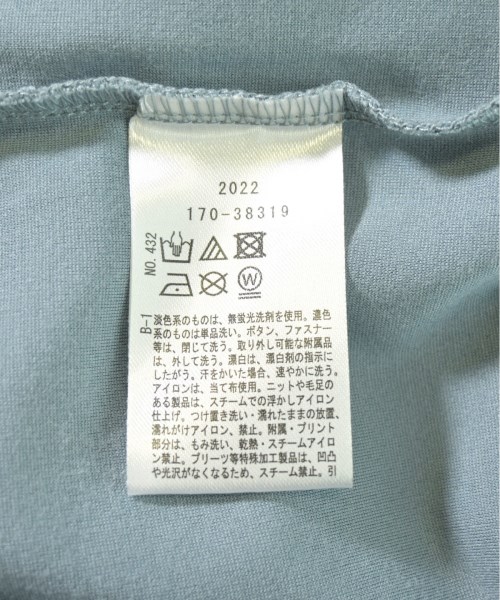 2022
170-38319
NO.432
W
B-1
淡色系のものは、無蛍光洗剤を使用。濃色
系のものは単品洗い。ボタン、ファスナー
等は、閉じて洗う。取り外し可能な附属品
は、外して洗う。漂白は、漂白剤の指示に
したがう。汗をかいた場合、速やかに洗う。
アイロンは、当て布使用。ニットや毛足の
ある製品は、スチームでの浮かしアイロン
仕上げ。つけ置き洗い・濡れたままの放置、
濡れがけアイロン、禁止。附属・プリント
部分は、もみ洗い、乾熱・スチームアイロ
ン禁止。プリーツ等特殊加工製品は、凹凸
や光沢がなくなるため、スチーム禁止。引